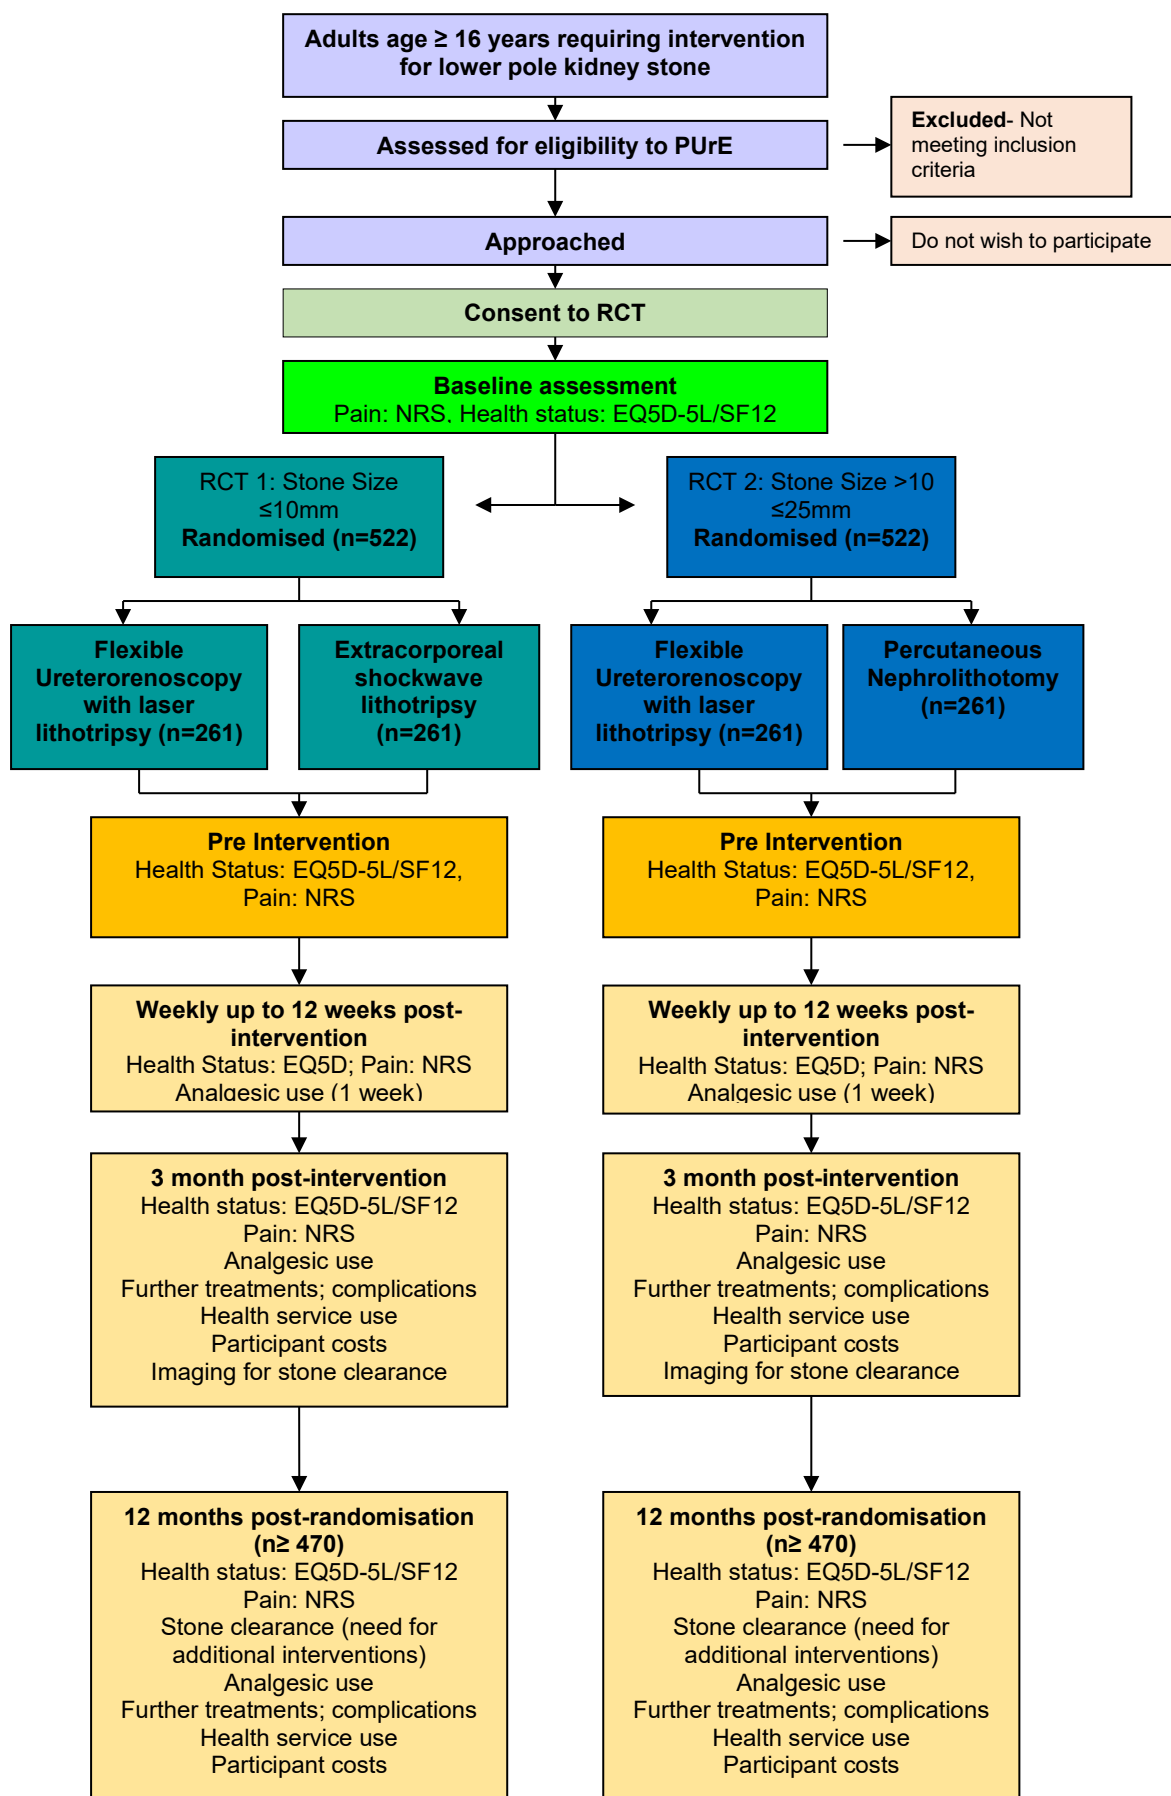 Adults age ≥ 16 years requiring intervention
for lower pole kidney stone
Assessed for eligibility to PUrE
Excluded- Not
meeting inclusion
criteria
Approached
Do not wish to participate
Consent to RCT
Baseline assessment
Pain: NRS, Health status: EQ5D-5L/SF12
RCT 1: Stone Size
≤10mm
Randomised (n=522)
RCT 2: Stone Size >10
≤25mm
Randomised (n=522)
Flexible
Ureterorenoscopy
with laser
lithotripsy (n=261)
Extracorporeal
shockwave
lithotripsy
(n=261)
Flexible
Ureterorenoscopy
with laser
lithotripsy (n=261)
Percutaneous
Nephrolithotomy
(n=261)
Pre Intervention
Health Status: EQ5D-5L/SF12,
Pain: NRS
Pre Intervention
Health Status: EQ5D-5L/SF12,
Pain: NRS
Weekly up to 12 weeks post-
intervention
Health Status: EQ5D; Pain: NRS
Analgesic use (1 week)
Weekly up to 12 weeks post-
intervention
Health Status: EQ5D; Pain: NRS
Analgesic use (1 week)
3 month post-intervention
Health status: EQ5D-5L/SF12
Pain: NRS
Analgesic use
Further treatments; complications
Health service use
Participant costs
Imaging for stone clearance
3 month post-intervention
Health status: EQ5D-5L/SF12
Pain: NRS
Analgesic use
Further treatments; complications
Health service use
Participant costs
Imaging for stone clearance
12 months post-randomisation
(n≥ 470)
Health status: EQ5D-5L/SF12
Pain: NRS
Stone clearance (need for
additional interventions)
Analgesic use
Further treatments; complications
Health service use
Participant costs
12 months post-randomisation
(n≥ 470)
Health status: EQ5D-5L/SF12
Pain: NRS
Stone clearance (need for
additional interventions)
Analgesic use
Further treatments; complications
Health service use
Participant costs